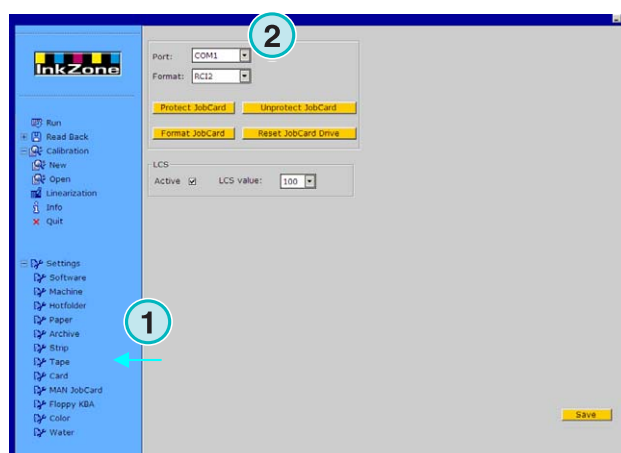 InkZone
Run
Read Back
Calibration
New
Open
Linearization
Info
Quit
Settings
Software
Machine
Hotfolder
Paper
Archive
Strip
Tape
Card
MAN JobCard
Floppy KBA
Color
Water
1
2
Port: COM1
Format: RCI2
Protect JobCard Unprotect JobCard
Format JobCard Reset JobCard Drive
LCS
Active LCS value: 100
Save